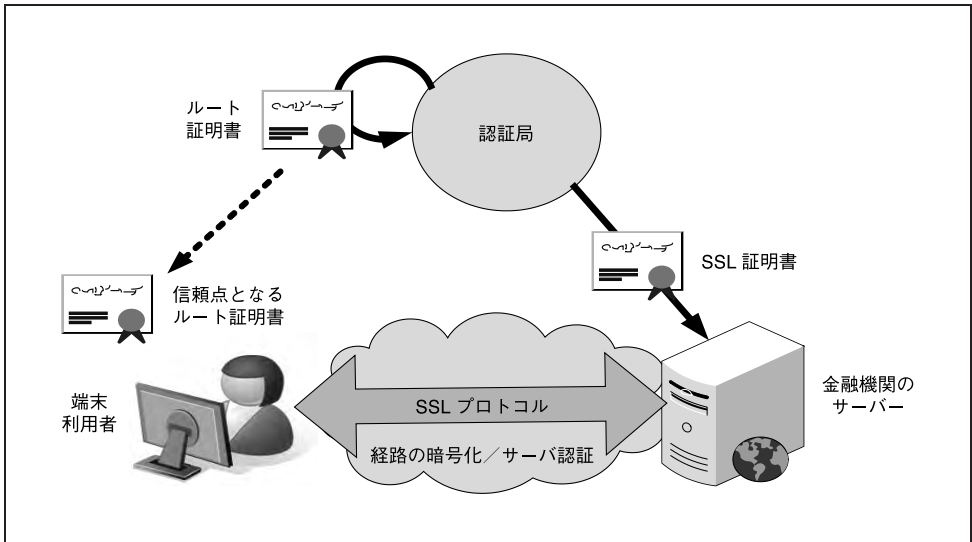 ルート
証明書
認証局
SSL 証明書
信頼点となる
ルート証明書
端末
利用者
SSL プロトコル
経路の暗号化／サーバ認証
金融機関の
サーバー